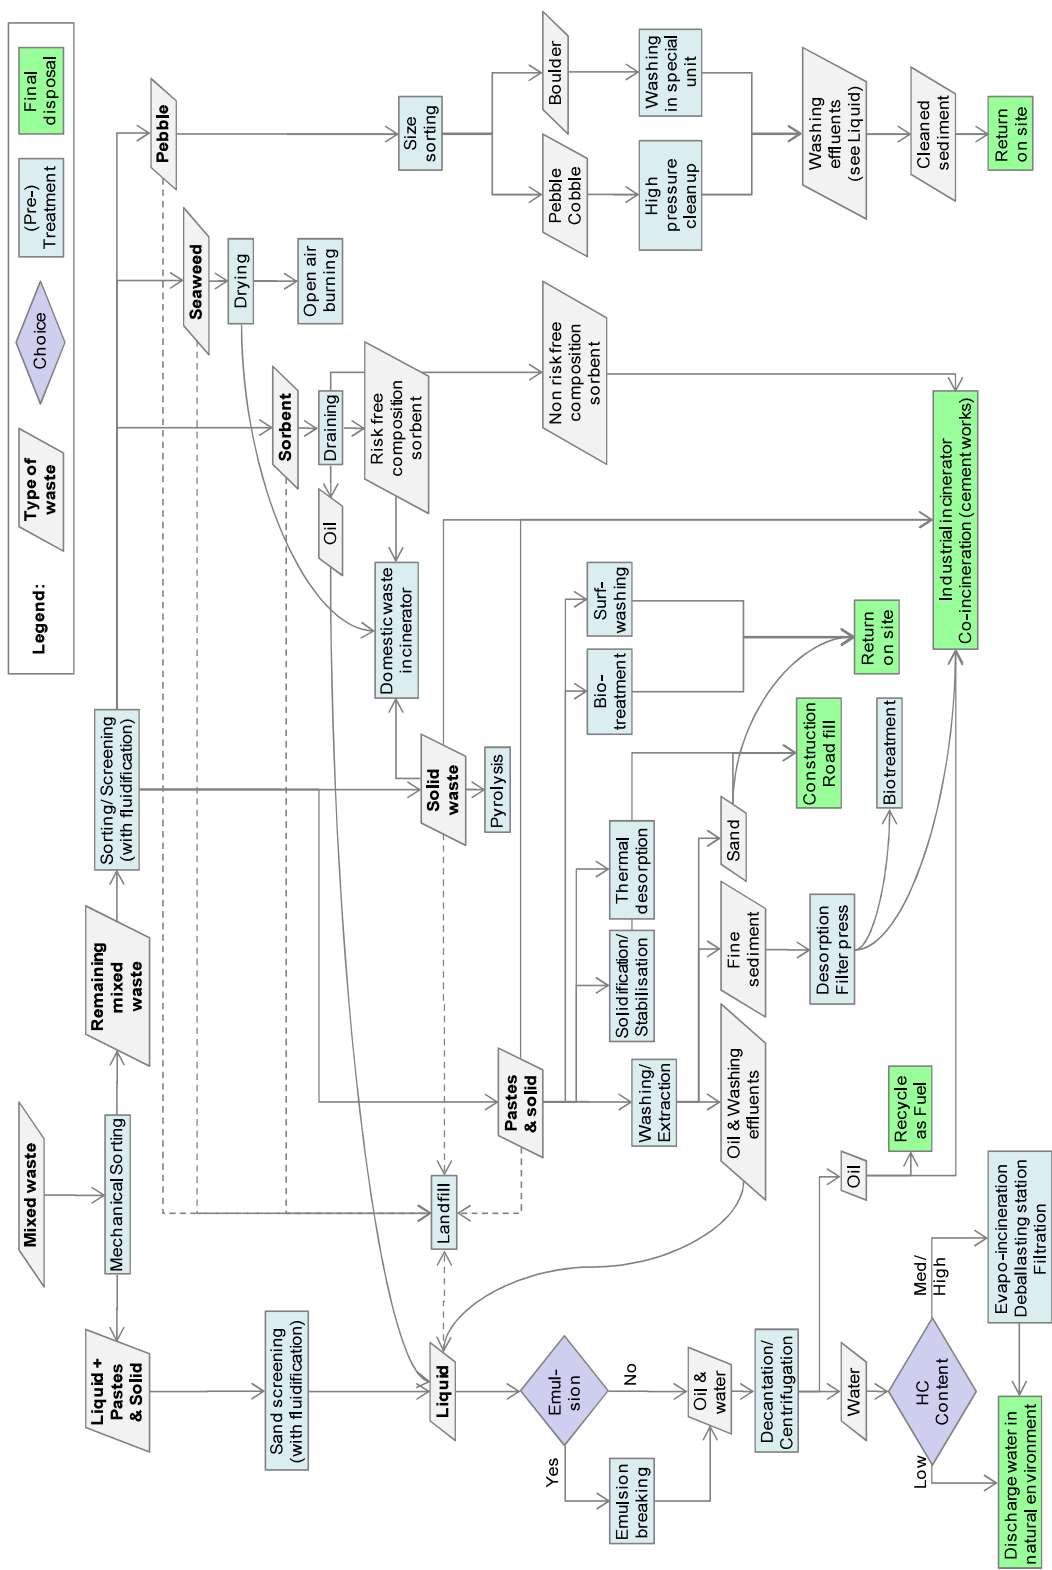 Legend:
Type of
waste
Choice
(Pre-)
Treatment
Final
disposal
Mixed waste
Mechanical Sorting
Liquid +
Pastes
& Solid
Remaining
mixed
waste
Sorting/ Screening
(with fluidification)
Sand screening
(with fluidification)
Pebble
Seaweed
Drying
Open air
burning
Sorbent
Draining
Oil
Risk free
composition
sorbent
Non risk free
composition
sorbent
Size
sorting
Pebble
Cobble
Boulder
High
pressure
cleanup
Washing
in special
unit
Washing
effluents
(see Liquid)
Cleaned
sediment
Return
on site
Domestic waste
incinerator
Solid
waste
Pyrolysis
Landfill
Liquid
Pastes
& solid
Emul-
sion
Yes
No
Emulsion
breaking
Oil &
water
Decantation/
Centrifugation
Washing/
Extraction
Solidification/
Stabilisation
Thermal
desorption
Bio-
treatment
Surf-
washing
Oil & Washing
effluents
Fine
sediment
Sand
Desorption
Filter press
Construction
Road fill
Return
on site
Biotreatment
Industrial incinerator
Co-incineration (cement works)
Oil
Recycle
as Fuel
Water
HC
Content
Low
Med/
High
Evapo-incineration
Deballasting station
Filtration
Discharge water in
natural environment